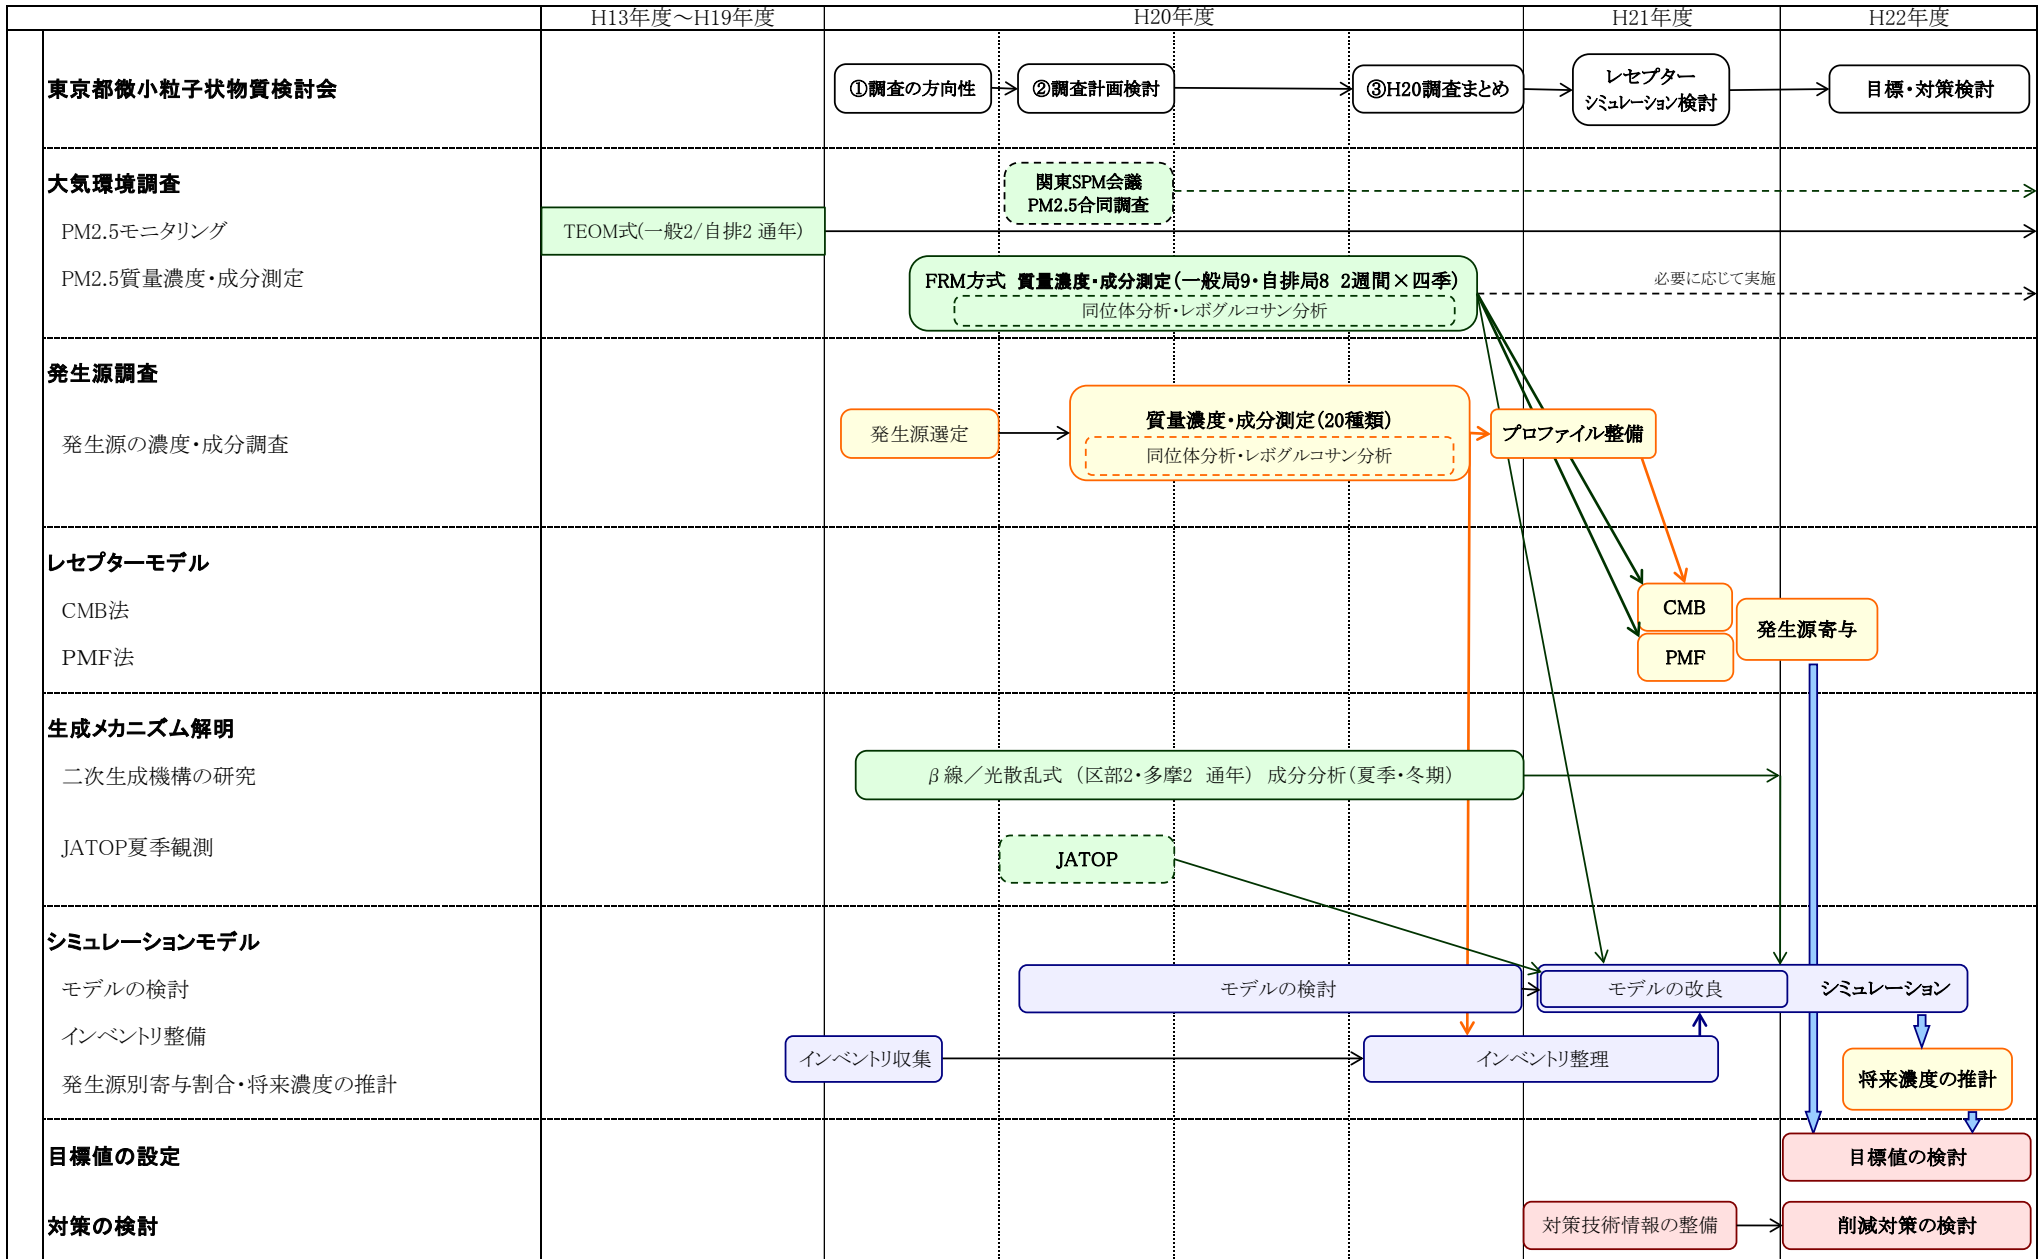 H13年度～H19年度
H20年度
H21年度
H22年度
東京都微小粒子状物質検討会
①調査の方向性
②調査計画検討
③H20調査まとめ
レセプター
シミュレーション検討
目標・対策検討
大気環境調査
関東SPM会議
PM2.5合同調査
PM2.5モニタリング
TEOM式(一般2/自排2 通年)
PM2.5質量濃度・成分測定
FRM方式 質量濃度・成分測定(一般局9・自排局8 2週間×四季)
同位体分析・レボグルコサン分析
必要に応じて実施
発生源調査
発生源の濃度・成分調査
発生源選定
質量濃度・成分測定(20種類)
同位体分析・レボグルコサン分析
プロファイル整備
レセプターモデル
CMB法
CMB
発生源寄与
PMF法
PMF
生成メカニズム解明
二次生成機構の研究
β線／光散乱式 (区部2・多摩2 通年) 成分分析(夏季・冬期)
JATOP夏季観測
JATOP
シミュレーションモデル
モデルの検討
モデルの検討
モデルの改良
シミュレーション
インベントリ整備
インベントリ収集
インベントリ整理
発生源別寄与割合・将来濃度の推計
将来濃度の推計
目標値の設定
目標値の検討
対策の検討
対策技術情報の整備
削減対策の検討